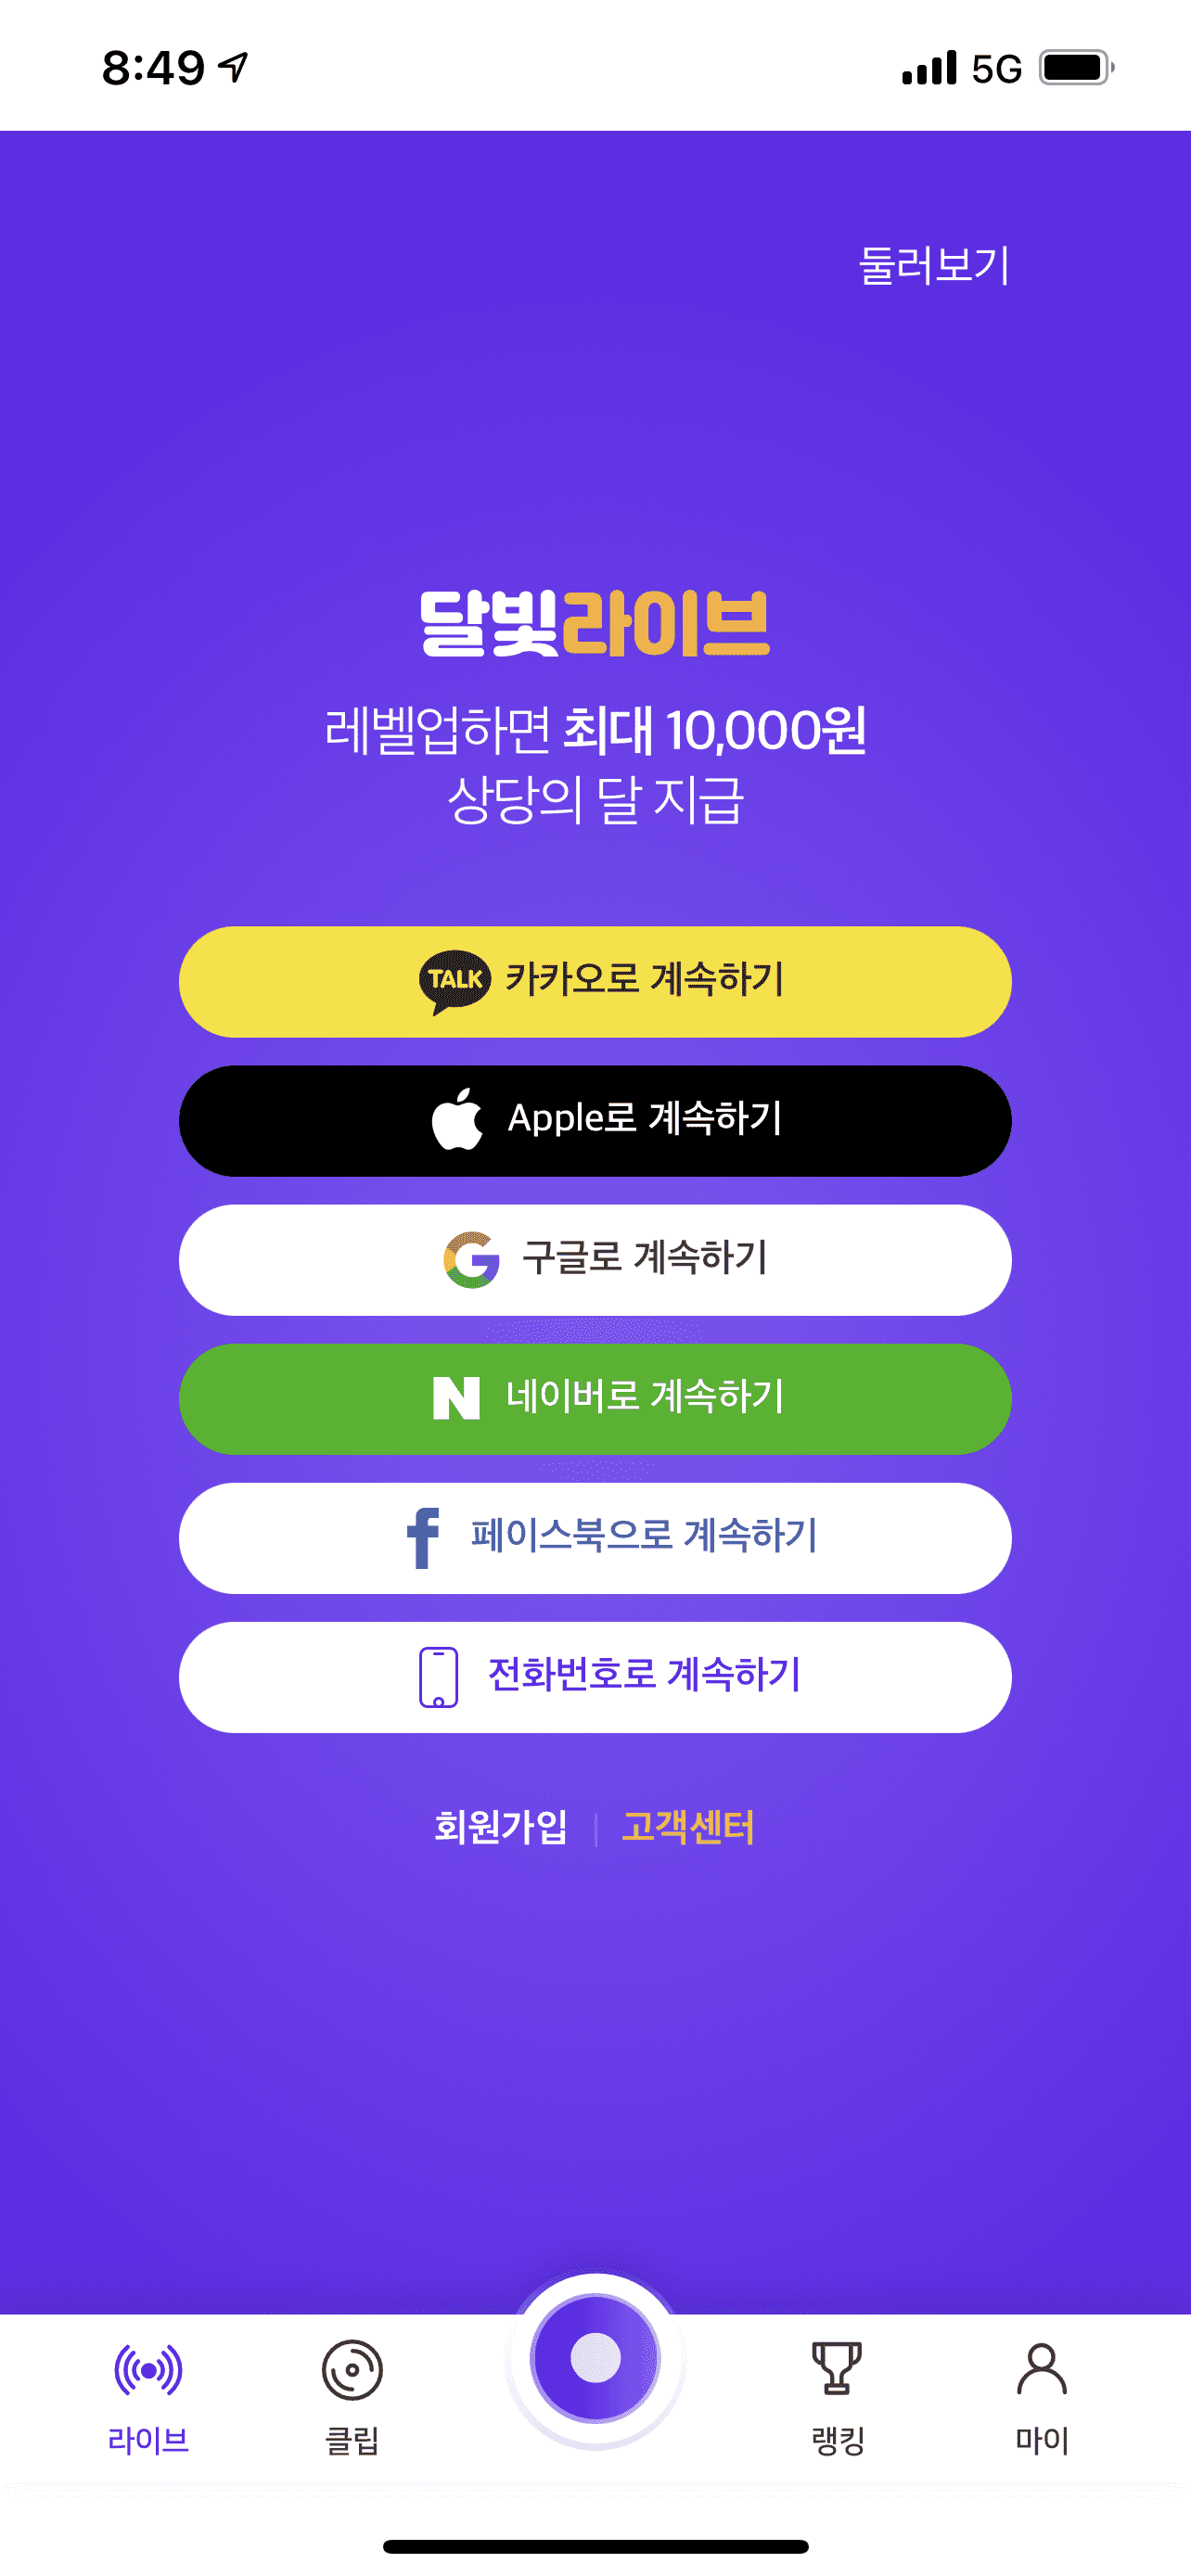 8:49
5G
둘러보기
달빛라이브
레벨업하면 최대 10,000원
상당의 달 지급
TALK 카카오로 계속하기
Apple로 계속하기
구글로 계속하기
N 네이버로 계속하기
f 페이스북으로 계속하기
전화번호로 계속하기
회원가입 | 고객센터
라이브
클립
랭킹
마이